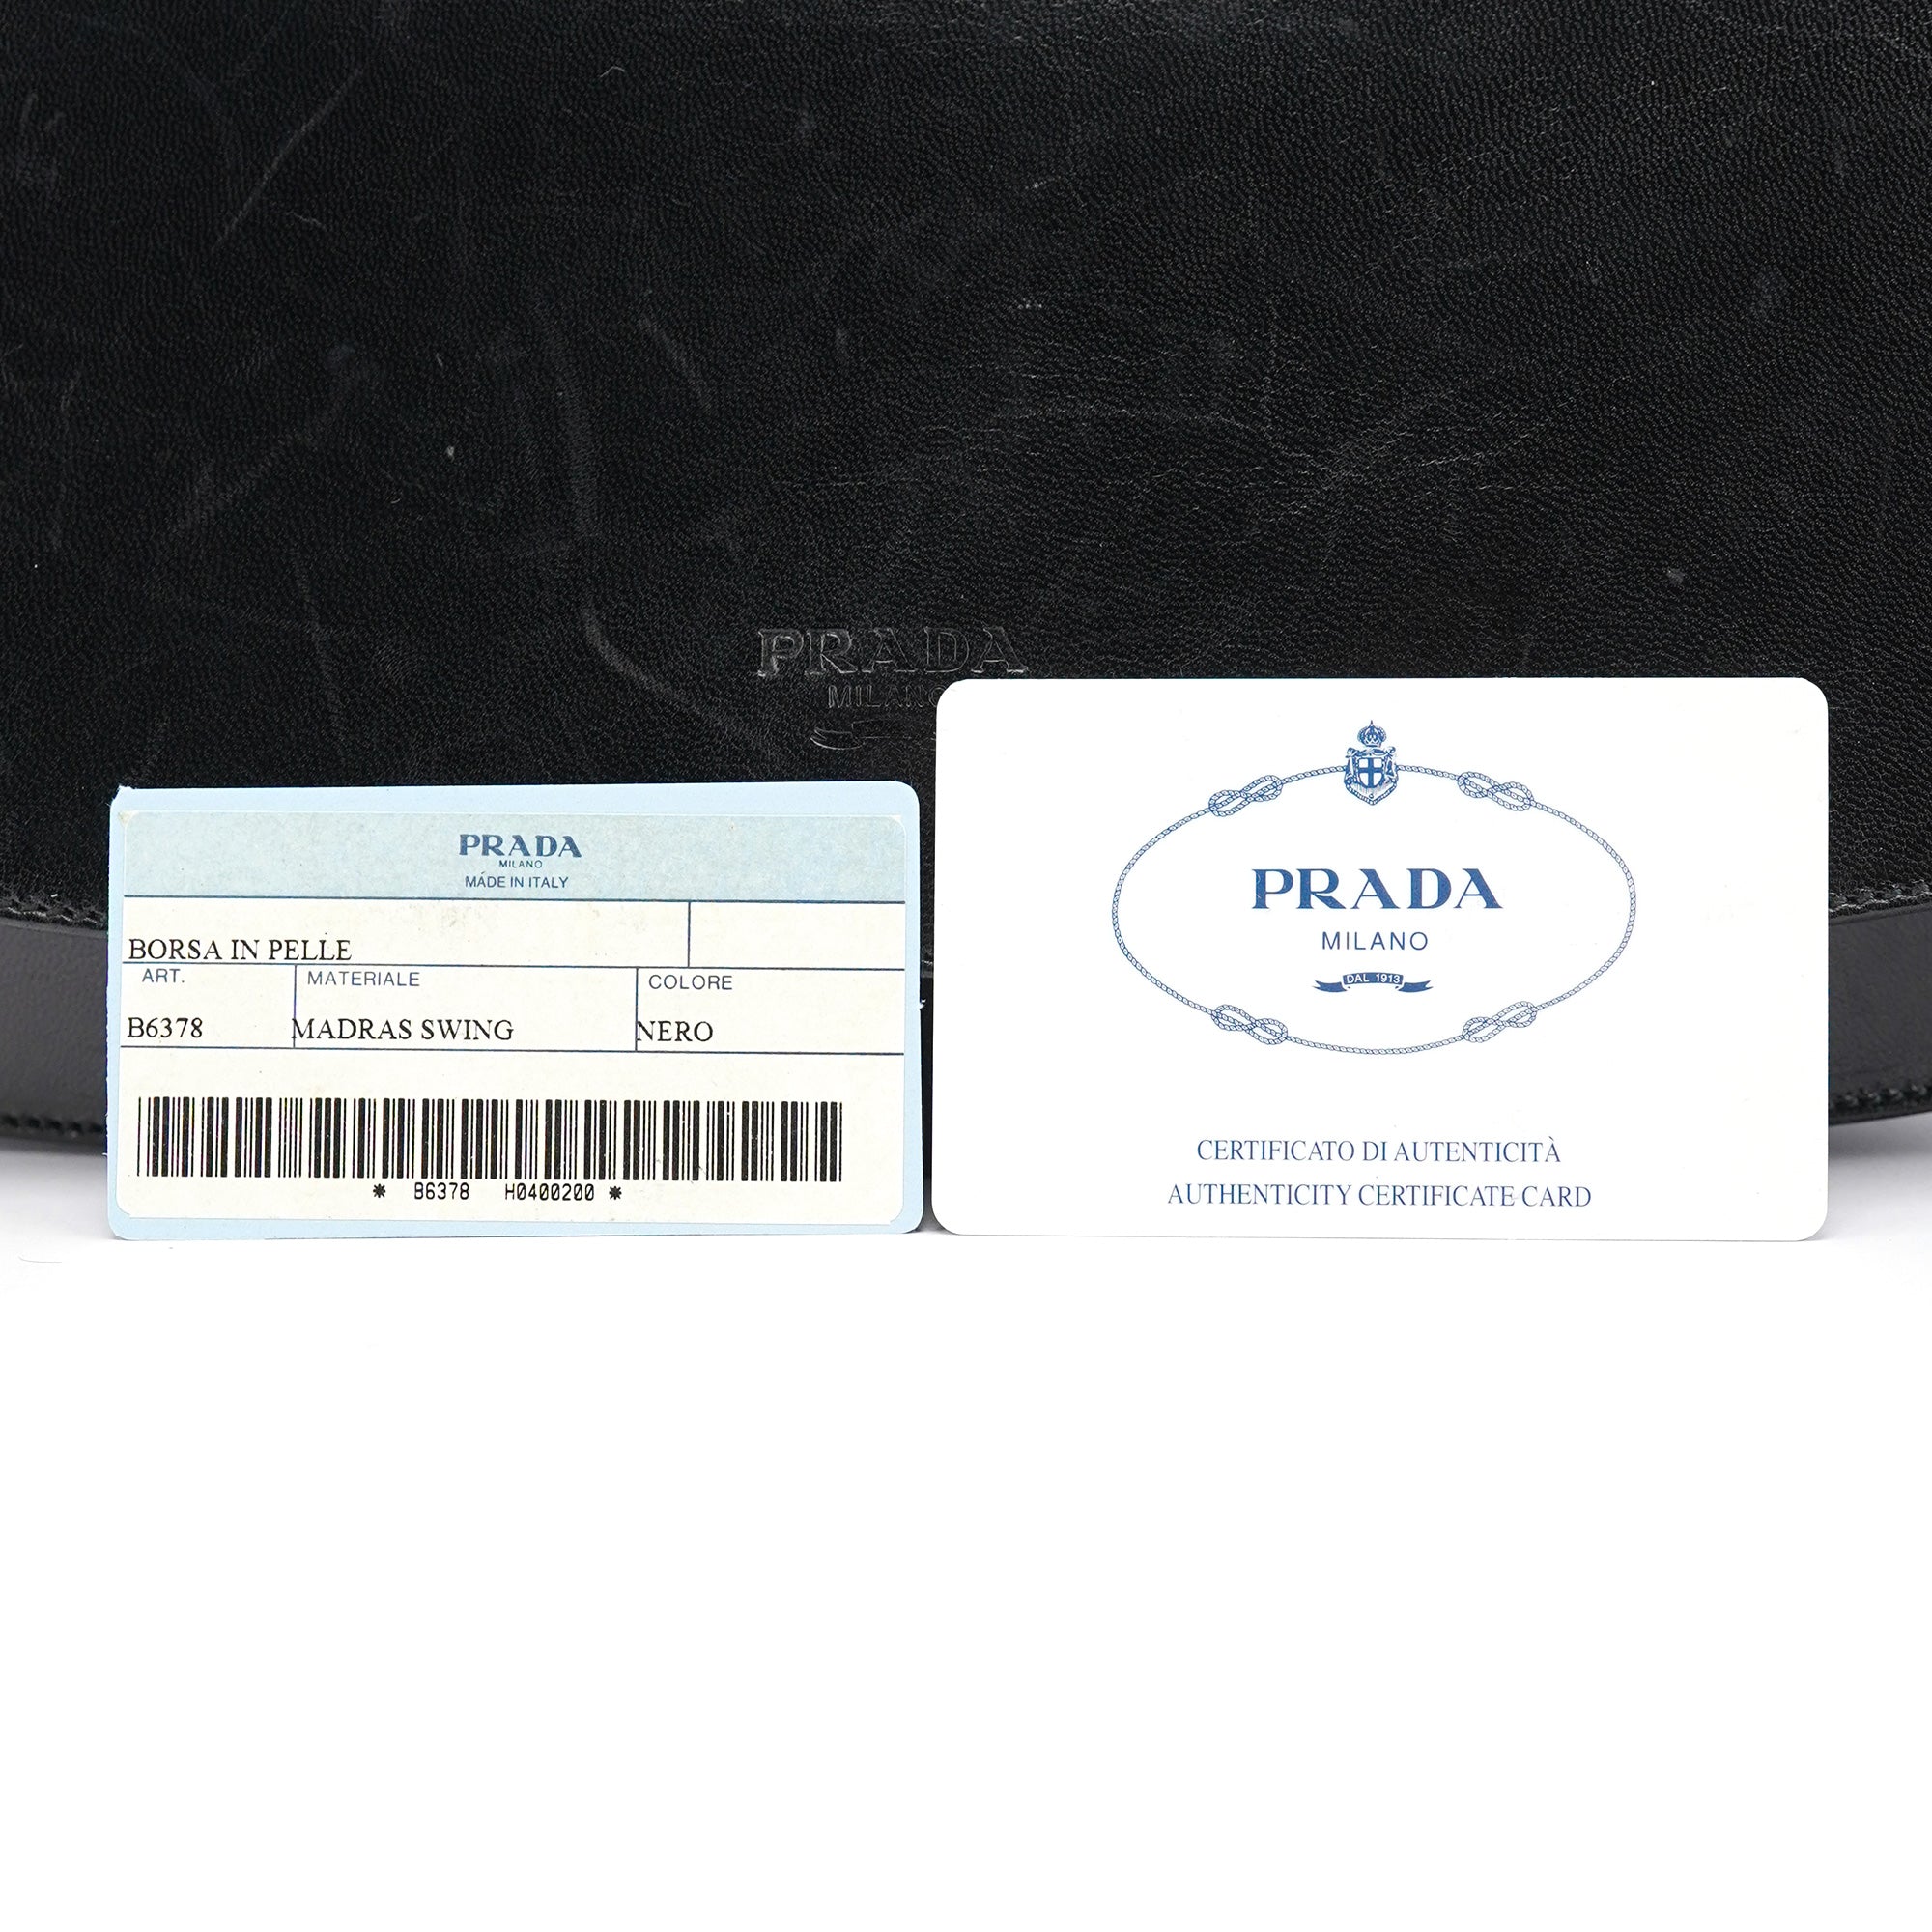 PRADA
MILANO
PRADA
MILANO
MADE IN ITALY
BORSA IN PELLE
ART.
MATERIALE
COLORE
B6378
MADRAS SWING
NERO
* B6378 H0400200 *
PRADA
MILANO
DAL 1913
CERTIFICATO DI AUTENTICITÀ
AUTHENTICITY CERTIFICATE CARD